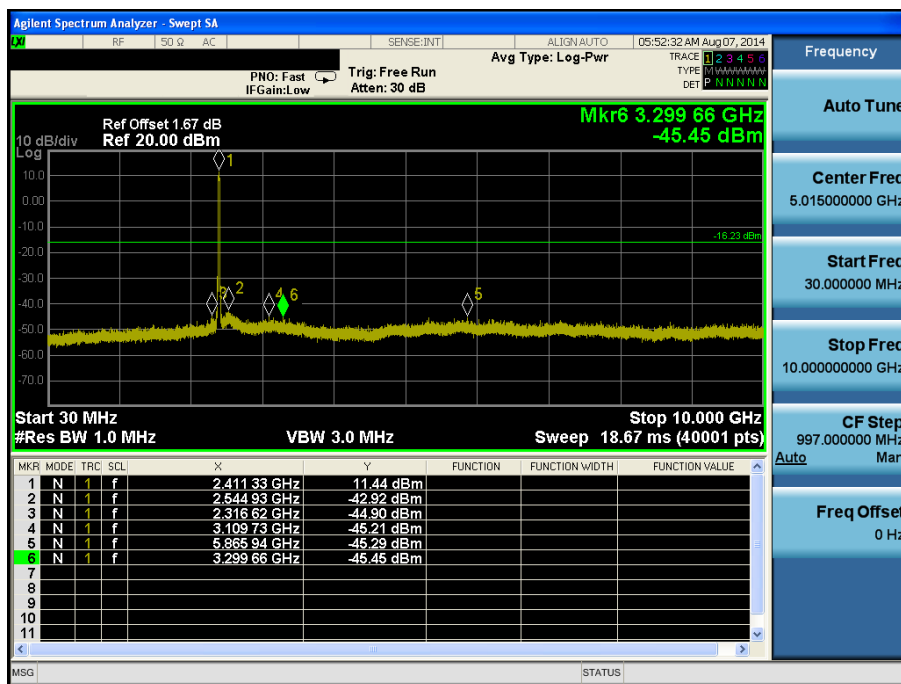 Agilent Spectrum Analyzer - Swept SA
LXI RF 50 Ω AC SENSE:INT ALIGN AUTO 05:52:32 AM Aug 07, 2014
Avg Type: Log-Pwr TRACE 1 2 3 4 5 6
PNO: Fast Trig: Free Run TYPE M WWWWW
IFGain:Low Atten: 30 dB DET P N N N N N
Mkr6 3.299 66 GHz
-45.45 dBm
Ref Offset 1.67 dB
10 dB/div Ref 20.00 dBm
Log
1
10.0
0.00
-10.0
-16.23 dBm
-20.0
-30.0
3 2 4 6 5
-40.0
-50.0
-60.0
-70.0
Start 30 MHz Stop 10.000 GHz
#Res BW 1.0 MHz VBW 3.0 MHz Sweep 18.67 ms (40001 pts)
MKR MODE TRC SCL X Y FUNCTION FUNCTION WIDTH FUNCTION VALUE
1 N 1 f 2.411 33 GHz 11.44 dBm
2 N 1 f 2.544 93 GHz -42.92 dBm
3 N 1 f 2.316 62 GHz -44.90 dBm
4 N 1 f 3.109 73 GHz -45.21 dBm
5 N 1 f 5.865 94 GHz -45.29 dBm
6 N 1 f 3.299 66 GHz -45.45 dBm
7
8
9
10
11
MSG STATUS
Frequency
Auto Tune
Center Freq
5.015000000 GHz
Start Freq
30.000000 MHz
Stop Freq
10.000000000 GHz
CF Step
997.000000 MHz
Auto Man
Freq Offset
0 Hz